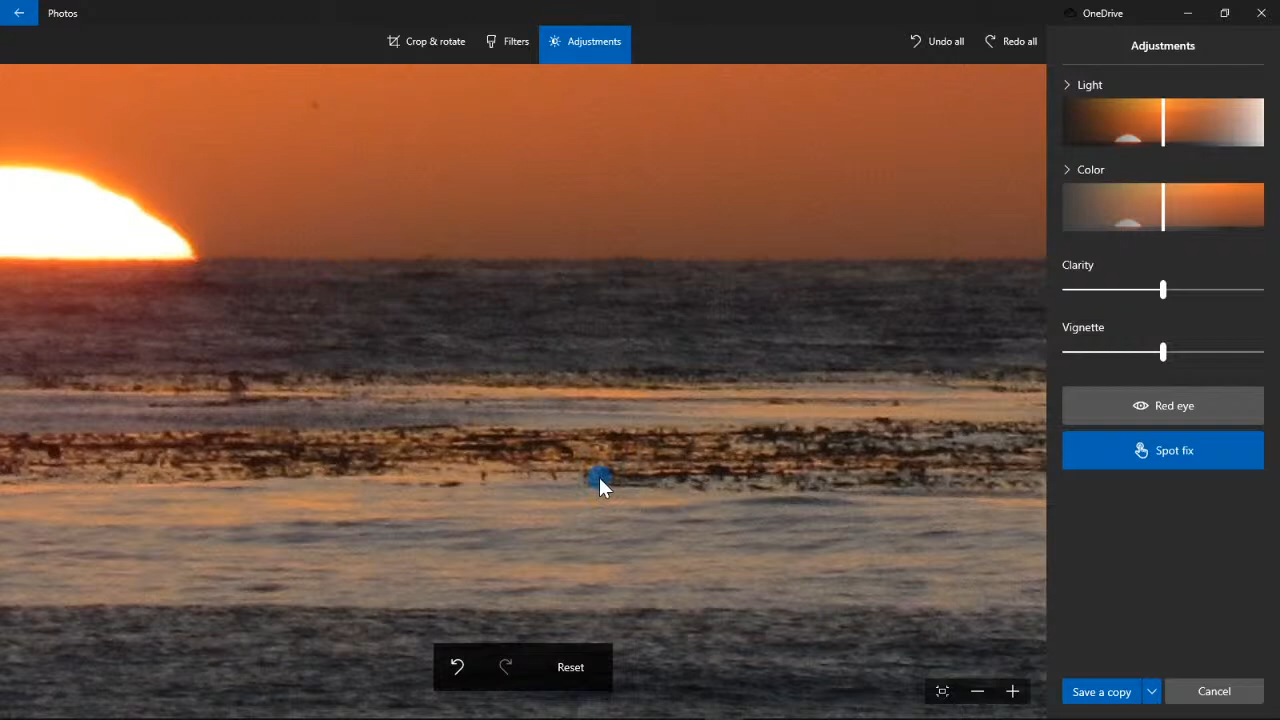 Photos
OneDrive
Crop & rotate
Filters
Adjustments
Undo all
Redo all
Adjustments
Light
Color
Clarity
Vignette
Red eye
Spot fix
Reset
Save a copy
Cancel